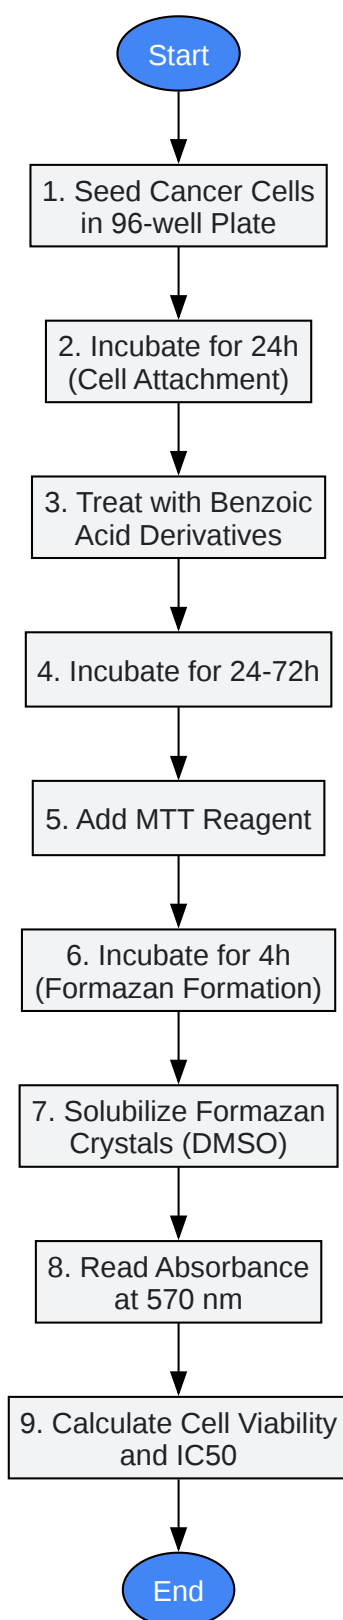 Start
1. Seed Cancer Cells
in 96-well Plate
2. Incubate for 24h
(Cell Attachment)
3. Treat with Benzoic
Acid Derivatives
4. Incubate for 24-72h
5. Add MTT Reagent
6. Incubate for 4h
(Formazan Formation)
7. Solubilize Formazan
Crystals (DMSO)
8. Read Absorbance
at 570 nm
9. Calculate Cell Viability
and IC50
End